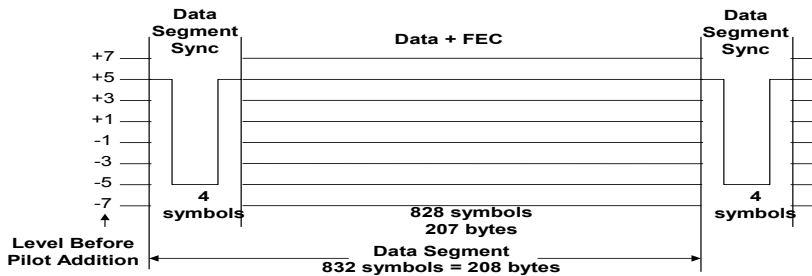 Data
Segment
Sync
Data + FEC
Data
Segment
Sync
+7
+5
+3
+1
-1
-3
-5
-7
4
symbols
828 symbols
207 bytes
4
symbols
Level Before
Pilot Addition
Data Segment
832 symbols = 208 bytes